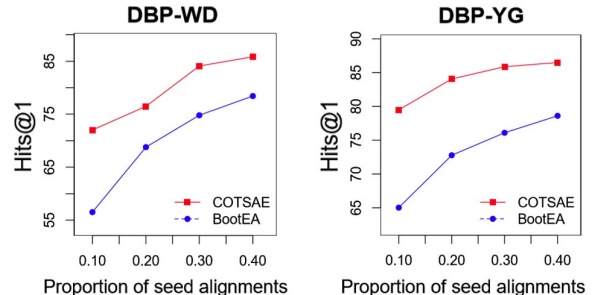 DBP-WD
Hits@1
85
75
65
55
COTSAE
BootEA
0.10 0.20 0.30 0.40
Proportion of seed alignments
DBP-YG
Hits@1
90
85
80
75
70
65
COTSAE
BootEA
0.10 0.20 0.30 0.40
Proportion of seed alignments